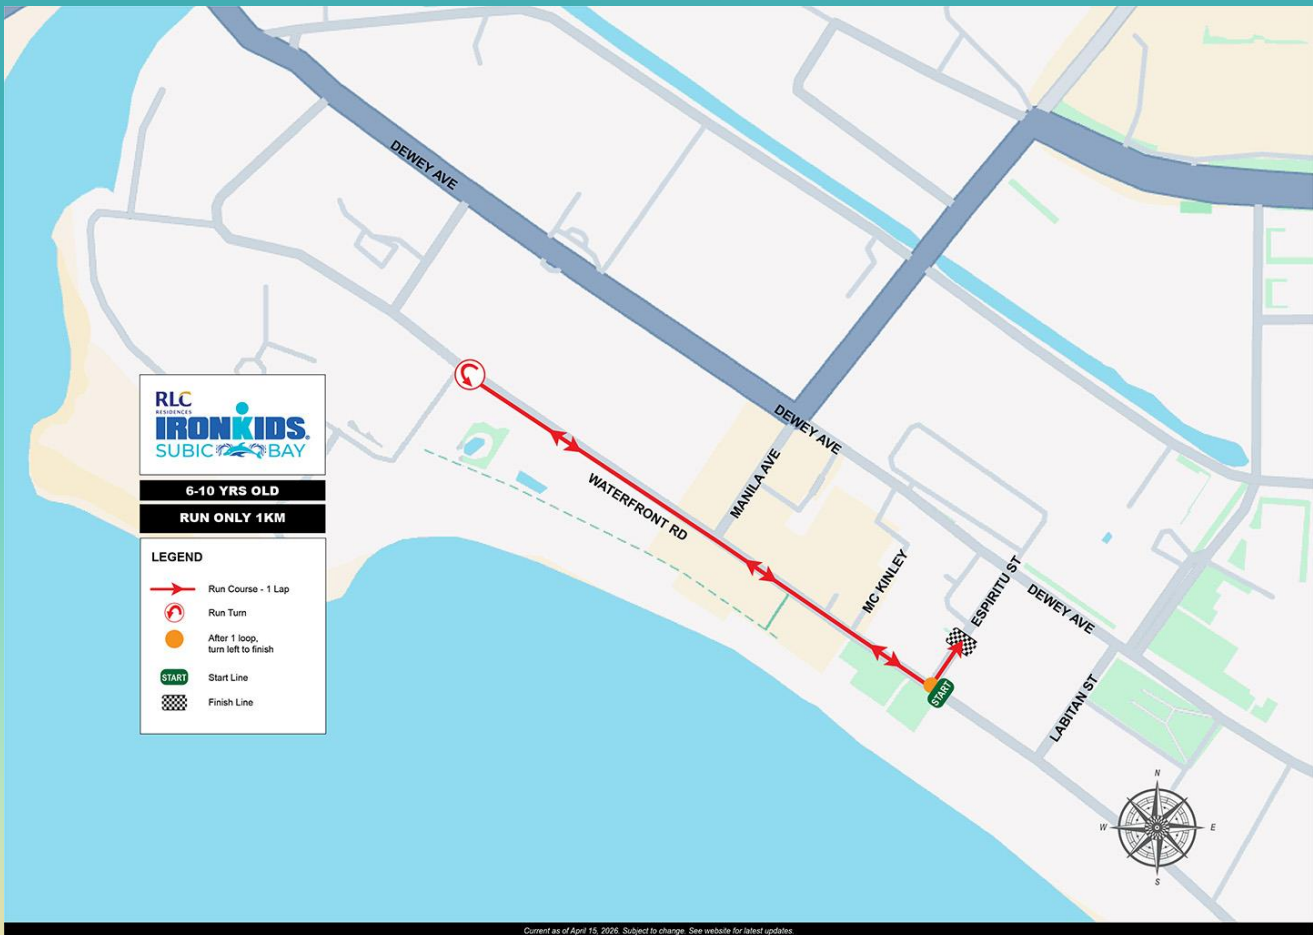 DEWEY AVE
DEWEY AVE
MANILA AVE
WATERFRONT RD
MC KINLEY
ESPIRITU ST
DEWEY AVE
LABITAN ST
START
RLC
RESIDENCES
IRONKIDS®
SUBIC BAY
6-10 YRS OLD
RUN ONLY 1KM
LEGEND
Run Course - 1 Lap
Run Turn
After 1 loop,
turn left to finish
START
Start Line
Finish Line
N
W
E
S
Current as of April 15, 2026. Subject to change. See website for latest updates.